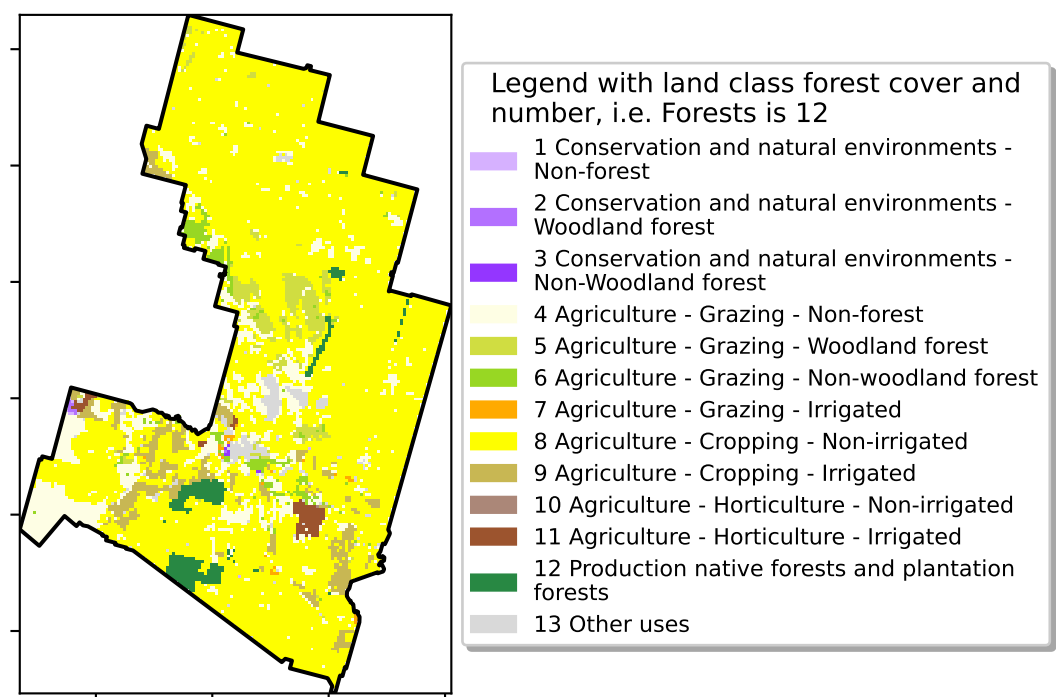 Legend with land class forest cover and
number, i.e. Forests is 12
1 Conservation and natural environments -
Non-forest
2 Conservation and natural environments -
Woodland forest
3 Conservation and natural environments -
Non-Woodland forest
4 Agriculture - Grazing - Non-forest
5 Agriculture - Grazing - Woodland forest
6 Agriculture - Grazing - Non-woodland forest
7 Agriculture - Grazing - Irrigated
8 Agriculture - Cropping - Non-irrigated
9 Agriculture - Cropping - Irrigated
10 Agriculture - Horticulture - Non-irrigated
11 Agriculture - Horticulture - Irrigated
12 Production native forests and plantation
forests
13 Other uses